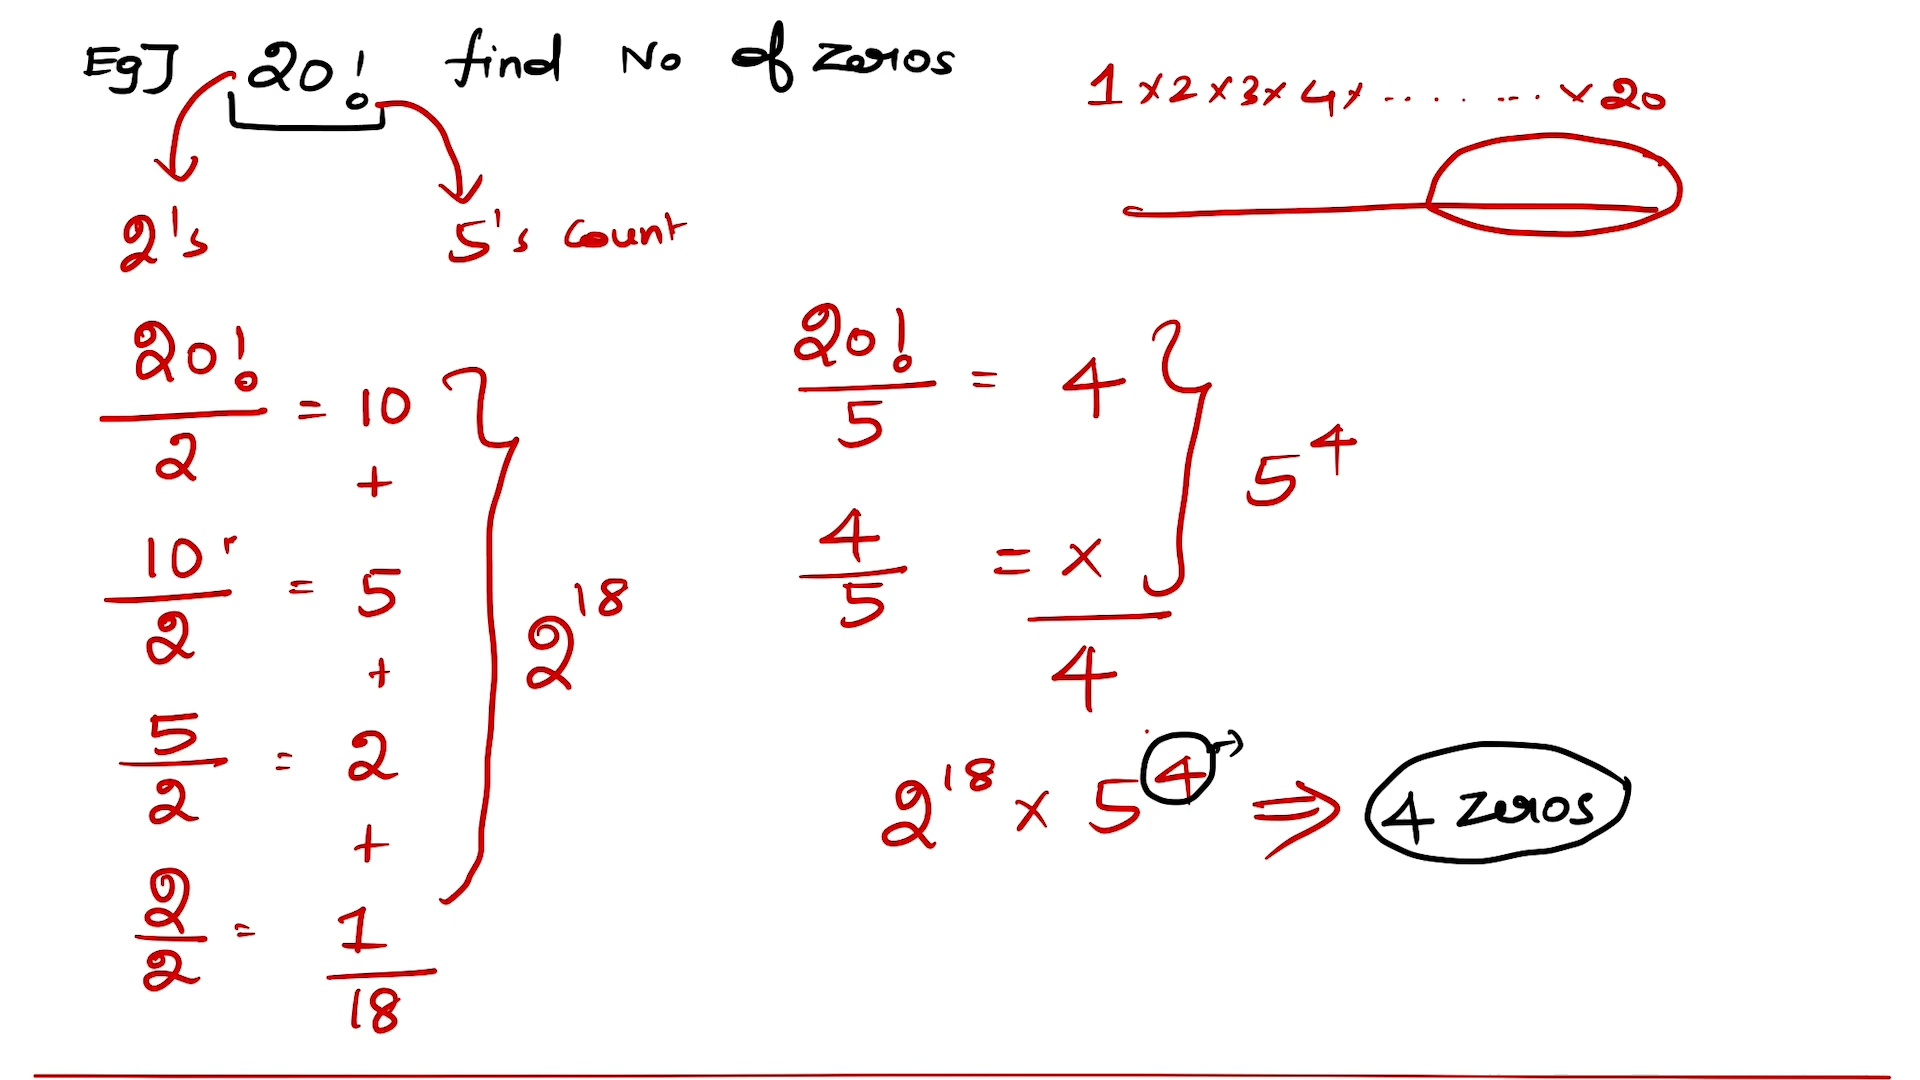 Eg] 20! find No of zeros
1 x 2 x 3 x 4 x ........ x 20
2's 5's count
20!/2 = 10
+
10/2 = 5
+
5/2 = 2
+
2/2 = 1
18
2^18
20!/5 = 4
4/5 = x
4
5^4
2^18 x 5^4 ⇒ 4 zeros